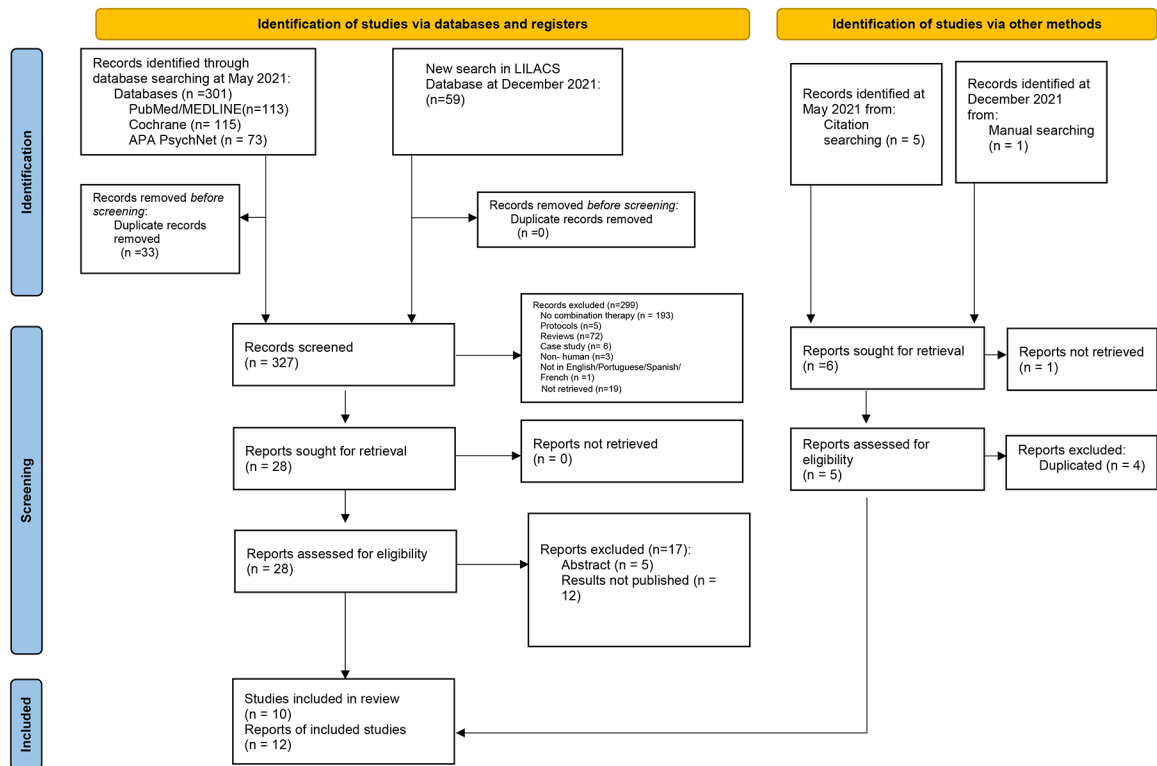 Identification of studies via databases and registers
Identification of studies via other methods
Identification
Records identified through
database searching at May 2021:
Databases (n =301)
PubMed/MEDLINE(n=113)
Cochrane (n= 115)
APA PsychNet (n = 73)
New search in LILACS
Database at December 2021:
(n=59)
Records identified at
May 2021 from:
Citation
searching (n = 5)
Records identified at
December 2021
from:
Manual searching
(n = 1)
Records removed before
screening:
Duplicate records
removed
(n =33)
Records removed before screening:
Duplicate records removed
(n =0)
Screening
Records screened
(n = 327)
Records excluded (n=299)
No combination therapy (n = 193)
Protocols (n=5)
Reviews (n=72)
Case study (n= 6)
Non- human (n=3)
Not in English/Portuguese/Spanish/
French (n =1)
Not retrieved (n=19)
Reports sought for retrieval
(n =6)
Reports not retrieved
(n = 1)
Reports sought for retrieval
(n = 28)
Reports not retrieved
(n = 0)
Reports assessed for
eligibility
(n = 5)
Reports excluded:
Duplicated (n = 4)
Reports assessed for eligibility
(n = 28)
Reports excluded (n=17):
Abstract (n = 5)
Results not published (n =
12)
Included
Studies included in review
(n = 10)
Reports of included studies
(n = 12)